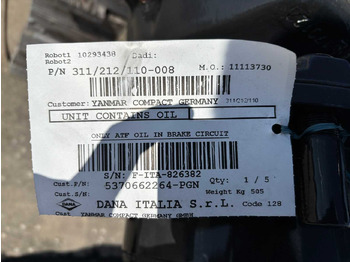 Robot1 10293438 Dadi:
Robot2
P/N 311/212/110-008 M.O.: 11113730
Customer: YANMAR COMPACT GERMANY
UNIT CONTAINS OIL
ONLY ATF OIL IN BRAKE CIRCUIT
S/N: F-ITA-826382
Cust.P/N: 5370662264-PGN Qty: 1 / 5
Cust.S/N: Weight Kg 505
DANA DANA ITALIA S.r.L. Code 128
YANMAR COMPACT GERMANY GMBH